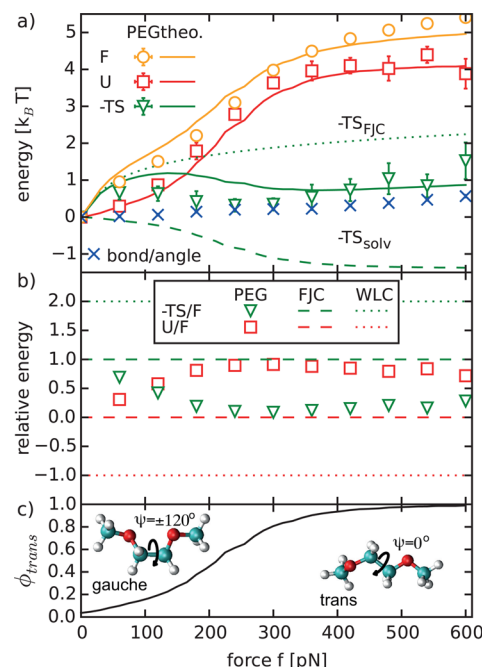 a)
PEG theo.
F
U
-TS
energy [k_B T]
5
4
3
2
1
0
−1
-TS_FJC
-TS_solv
bond/angle
b)
relative energy
2.0
1.5
1.0
0.5
0.0
−0.5
−1.0
PEG FJC WLC
-TS/F
U/F
c)
ϕ_trans
1.0
0.8
0.6
0.4
0.2
0.0
ψ=±120°
gauche
ψ=0°
trans
0 100 200 300 400 500 600
force f [pN]